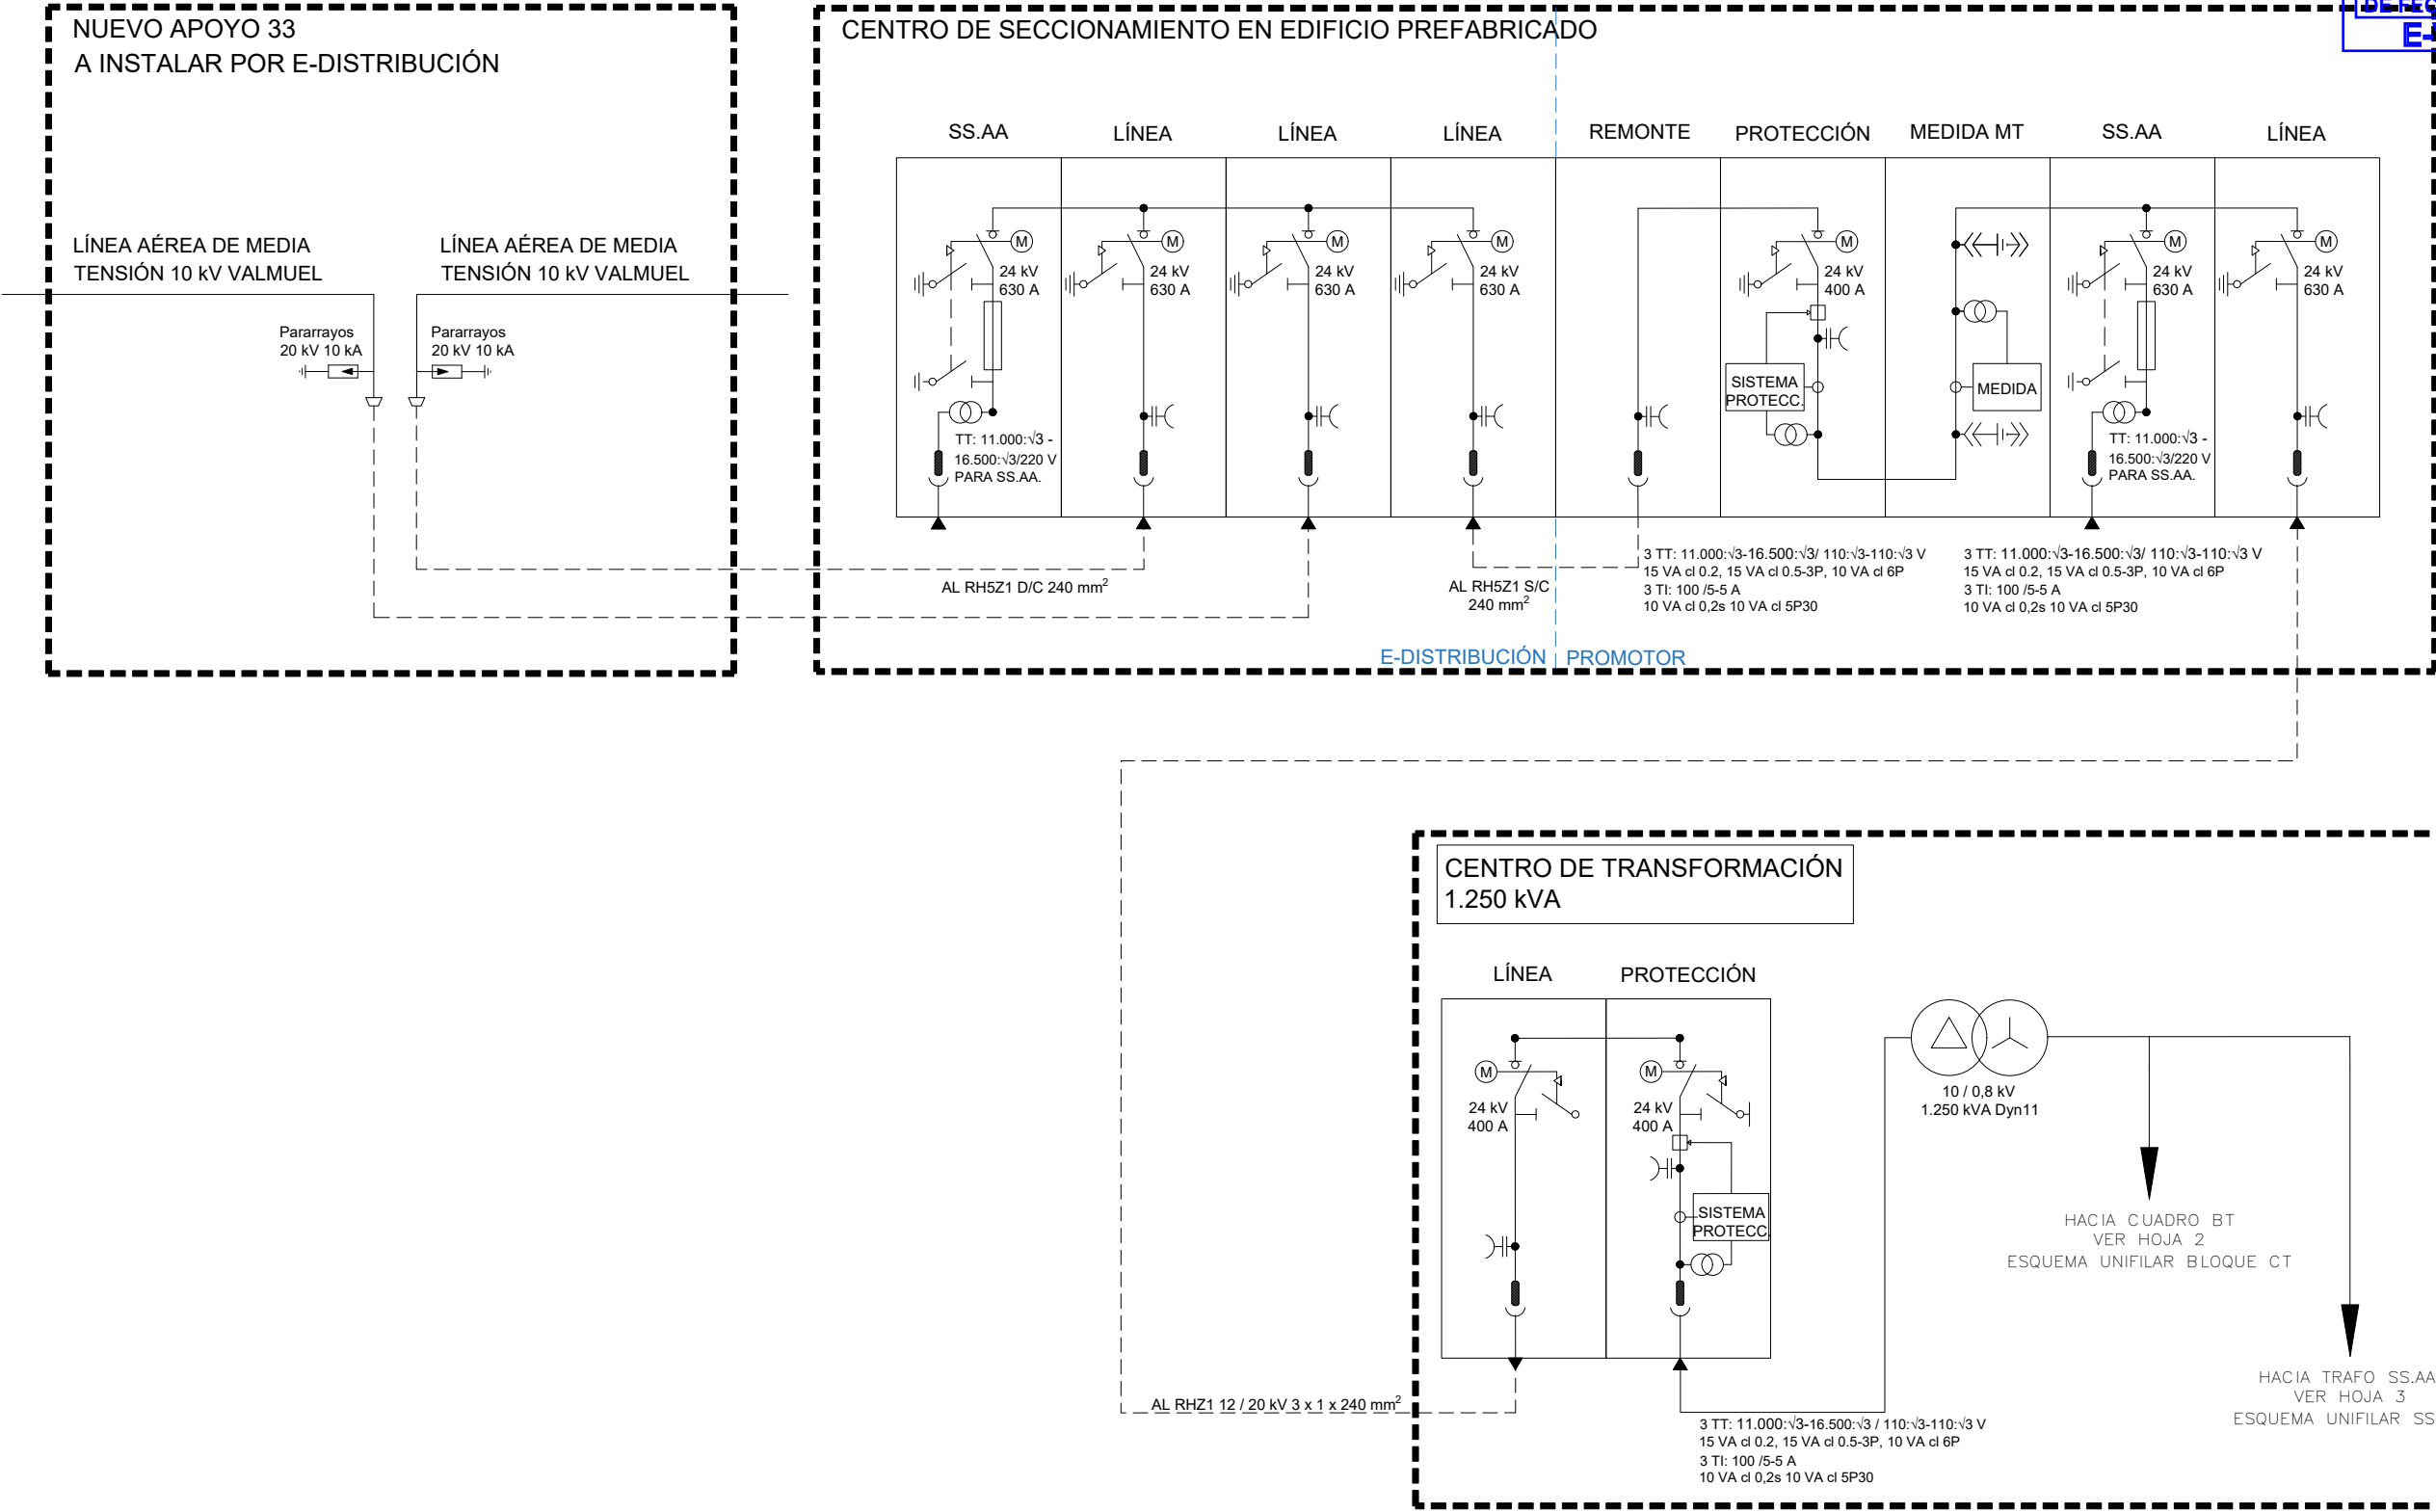 NUEVO APOYO 33
A INSTALAR POR E-DISTRIBUCIÓN
LÍNEA AÉREA DE MEDIA
TENSIÓN 10 kV VALMUEL
LÍNEA AÉREA DE MEDIA
TENSIÓN 10 kV VALMUEL
Pararrayos
20 kV 10 kA
Pararrayos
20 kV 10 kA
CENTRO DE SECCIONAMIENTO EN EDIFICIO PREFABRICADO
SS.AA
LÍNEA
LÍNEA
LÍNEA
REMONTE
PROTECCIÓN
MEDIDA MT
SS.AA
LÍNEA
M
24 kV
630 A
TT: 11.000:√3 -
16.500:√3/220 V
PARA SS.AA.
M
24 kV
630 A
M
24 kV
630 A
M
24 kV
630 A
M
24 kV
400 A
SISTEMA
PROTECC.
MEDIDA
M
24 kV
630 A
TT: 11.000:√3 -
16.500:√3/220 V
PARA SS.AA.
M
24 kV
630 A
AL RH5Z1 D/C 240 mm²
AL RH5Z1 S/C
240 mm²
3 TT: 11.000:√3-16.500:√3/ 110:√3-110:√3 V
15 VA cl 0.2, 15 VA cl 0.5-3P, 10 VA cl 6P
3 TI: 100 /5-5 A
10 VA cl 0,2s 10 VA cl 5P30
3 TT: 11.000:√3-16.500:√3/ 110:√3-110:√3 V
15 VA cl 0.2, 15 VA cl 0.5-3P, 10 VA cl 6P
3 TI: 100 /5-5 A
10 VA cl 0,2s 10 VA cl 5P30
E-DISTRIBUCIÓN
PROMOTOR
CENTRO DE TRANSFORMACIÓN
1.250 kVA
LÍNEA
PROTECCIÓN
M
24 kV
400 A
M
24 kV
400 A
SISTEMA
PROTECC.
10 / 0,8 kV
1.250 kVA Dyn11
HACIA CUADRO BT
VER HOJA 2
ESQUEMA UNIFILAR BLOQUE CT
HACIA TRAFO SS.AA
VER HOJA 3
ESQUEMA UNIFILAR SS
AL RHZ1 12 / 20 kV 3 x 1 x 240 mm²
3 TT: 11.000:√3-16.500:√3 / 110:√3-110:√3 V
15 VA cl 0.2, 15 VA cl 0.5-3P, 10 VA cl 6P
3 TI: 100 /5-5 A
10 VA cl 0,2s 10 VA cl 5P30